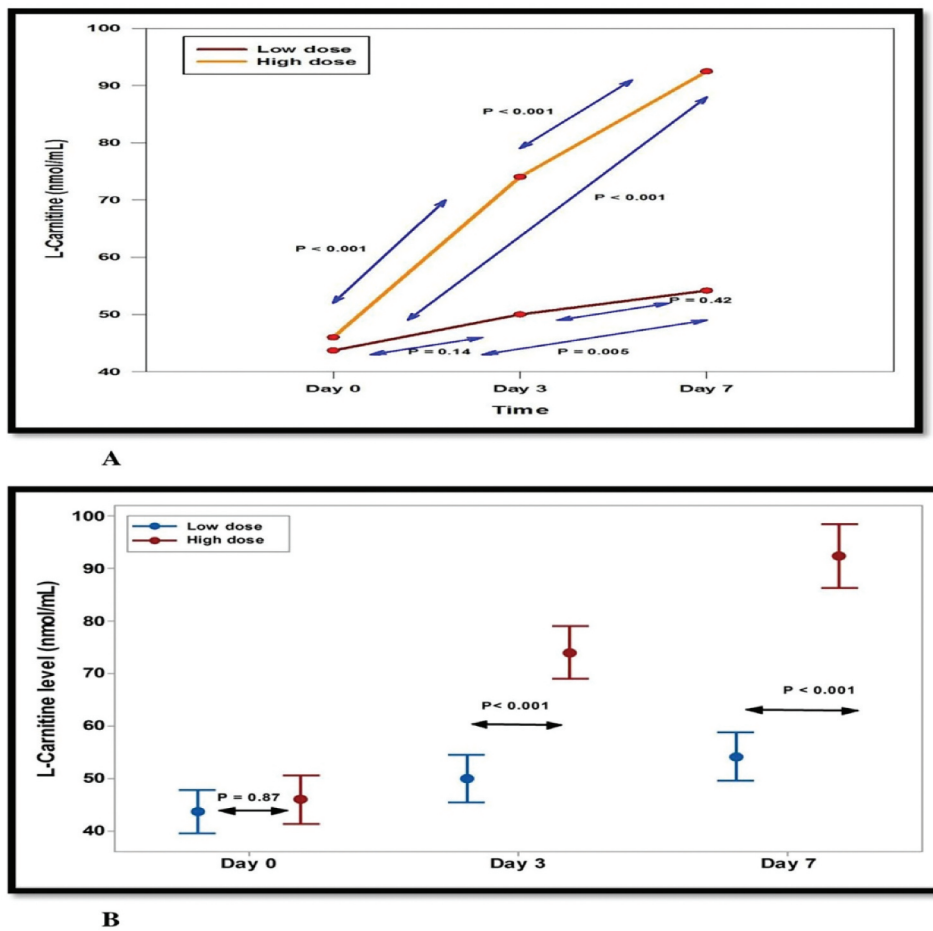 100
Low dose
High dose
90
P < 0.001
80
L-Carnitine (nmol/mL)
70
P < 0.001
60
P < 0.001
50
P = 0.42
P = 0.14
P = 0.005
40
Day 0
Day 3
Day 7
Time
A
100
Low dose
High dose
90
80
L-Carnitine level (nmol/mL)
70
P< 0.001
P < 0.001
60
50
P = 0.87
40
Day 0
Day 3
Day 7
B